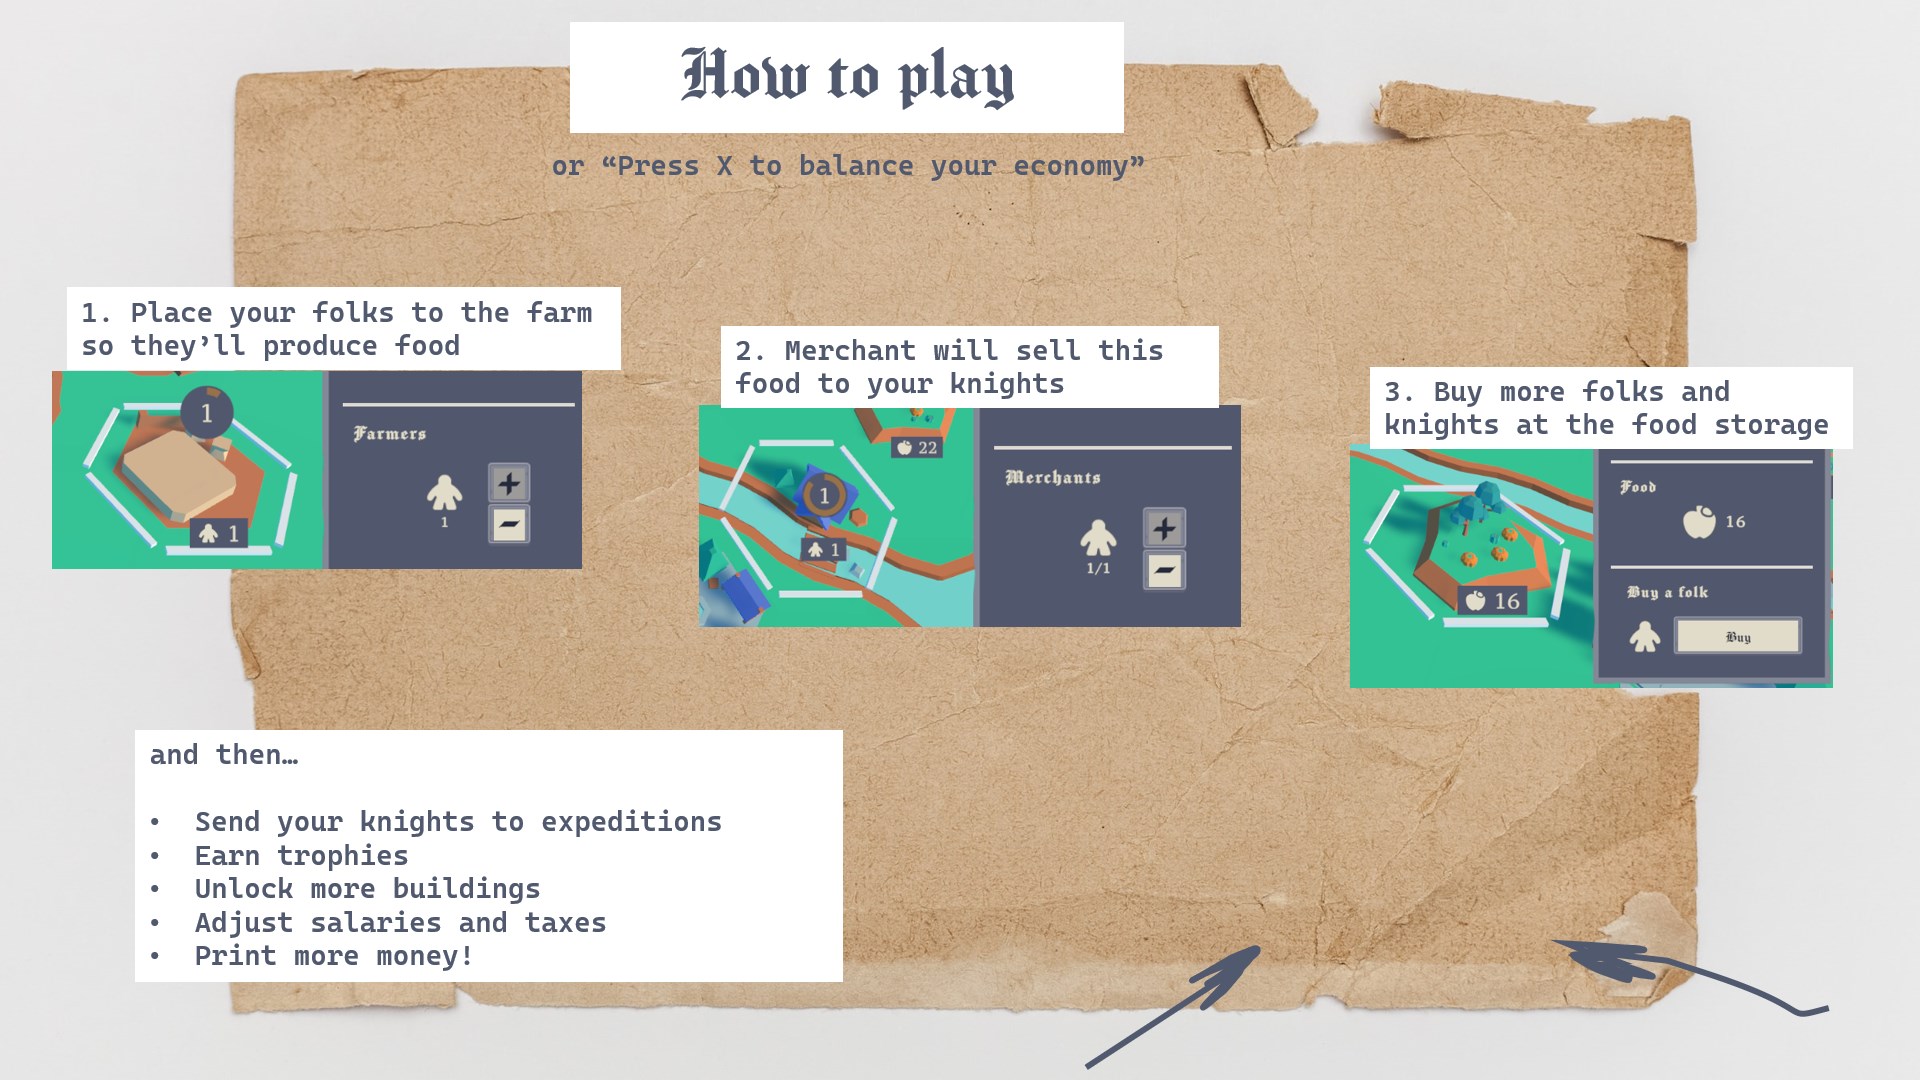 How to play
or “Press X to balance your economy”
1. Place your folks to the farm
so they’ll produce food
1
1
Farmers
1
2. Merchant will sell this
food to your knights
22
1
1
Merchants
1/1
3. Buy more folks and
knights at the food storage
16
Food
16
Buy a folk
Buy
and then…
• Send your knights to expeditions
• Earn trophies
• Unlock more buildings
• Adjust salaries and taxes
• Print more money!